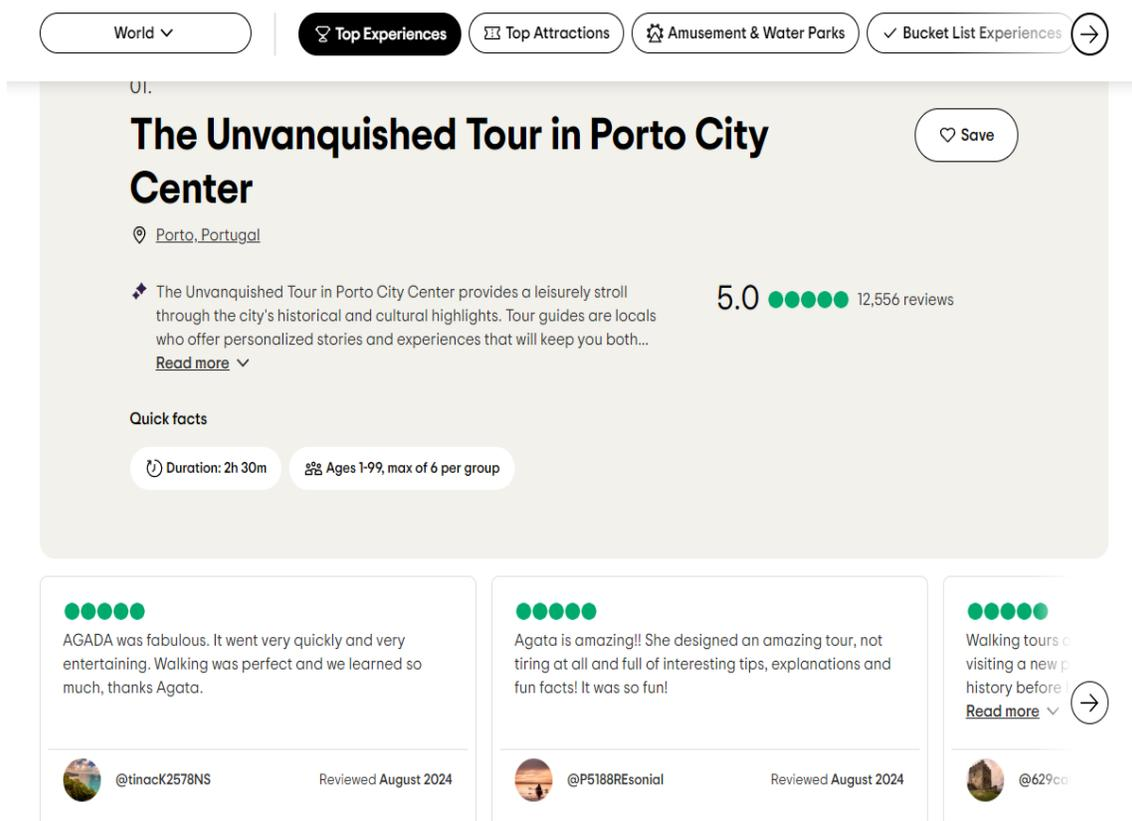 World
Top Experiences
Top Attractions
Amusement & Water Parks
Bucket List Experiences
01.
The Unvanquished Tour in Porto City
Center
Save
Porto, Portugal
The Unvanquished Tour in Porto City Center provides a leisurely stroll
through the city's historical and cultural highlights. Tour guides are locals
who offer personalized stories and experiences that will keep you both...
Read more
5.0
12,556 reviews
Quick facts
Duration: 2h 30m
Ages 1-99, max of 6 per group
AGADA was fabulous. It went very quickly and very
entertaining. Walking was perfect and we learned so
much, thanks Agata.
@tinacK2578NS
Reviewed August 2024
Agata is amazing!! She designed an amazing tour, not
tiring at all and full of interesting tips, explanations and
fun facts! It was so fun!
@P5188REsonial
Reviewed August 2024
Walking tours
visiting a new
history before
Read more